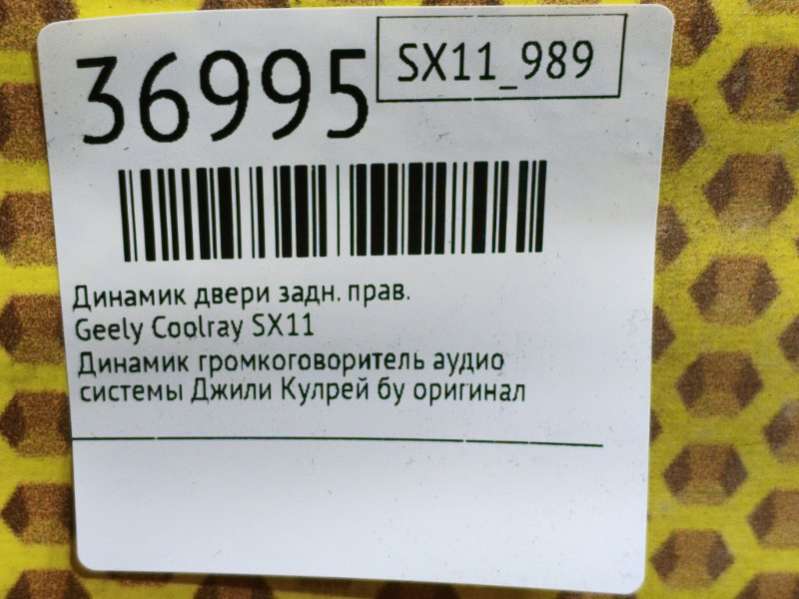 36995
SX11_989
Динамик двери задн. прав.
Geely Coolray SX11
Динамик громкоговоритель аудио
системы Джили Кулрей бу оригинал